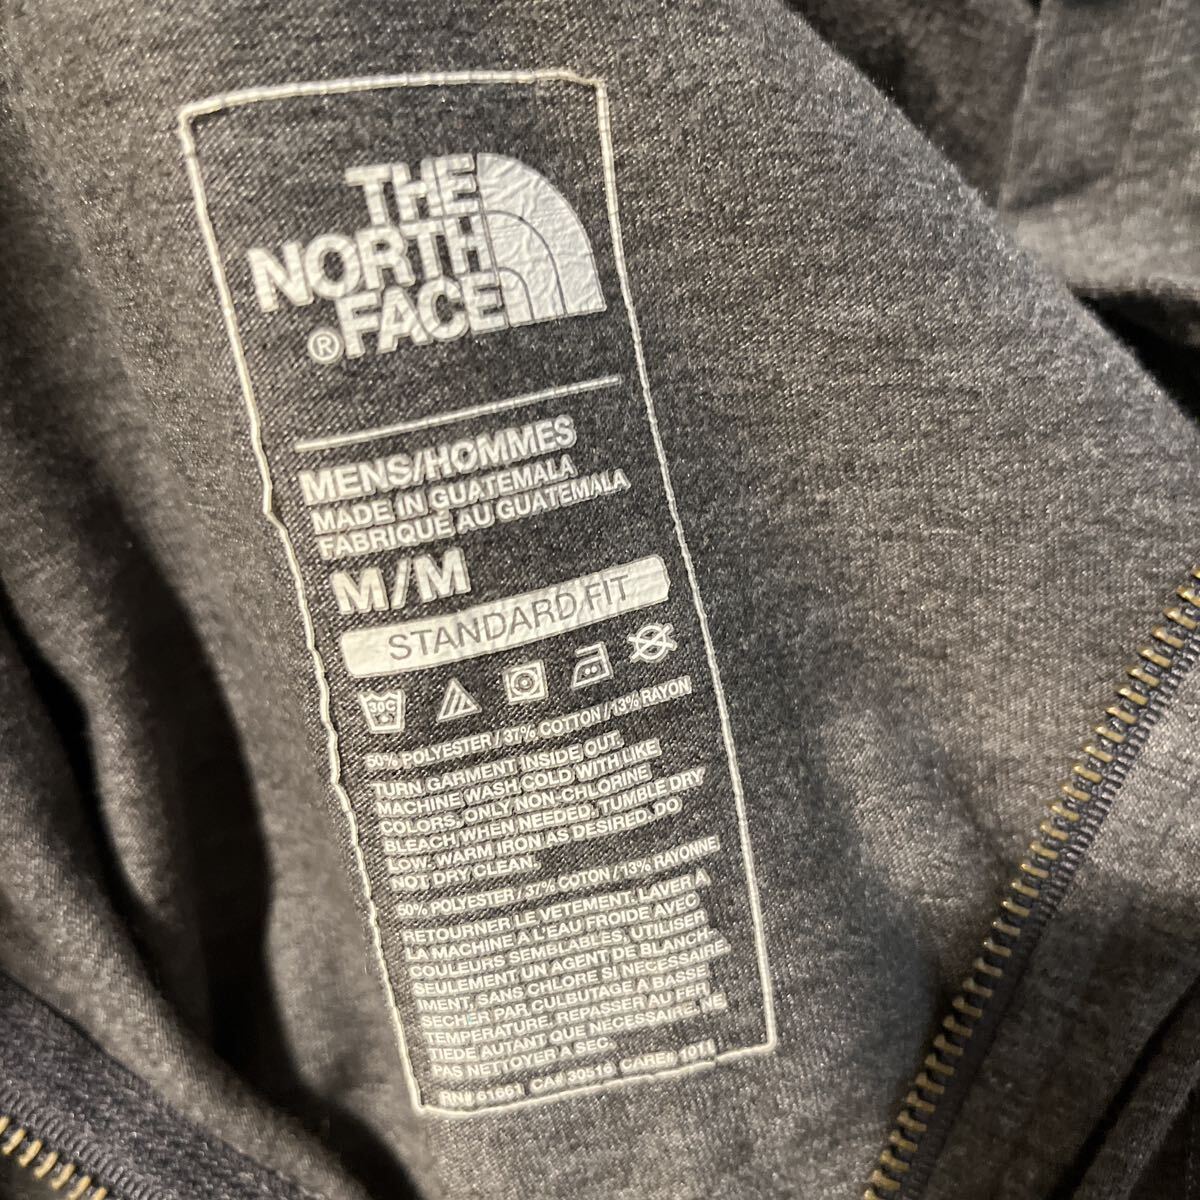 THE
NORTH
®FACE
MENS/HOMMES
MADE IN GUATEMALA
FABRIQUE AU GUATEMALA
M/M
STANDARD FIT
30C
50% POLYESTER / 37% COTTON / 13% RAYON
TURN GARMENT INSIDE OUT,
MACHINE WASH COLD WITH LIKE
COLORS, ONLY NON-CHLORINE
BLEACH WHEN NEEDED, TUMBLE DRY
LOW. WARM IRON AS DESIRED, DO
NOT DRY CLEAN.
50% POLYESTER / 37% COTON / 13% RAYONNE
RETOURNER LE VETEMENT. LAVER A
LA MACHINE A L'EAU FROIDE AVEC
COULEURS SEMBLABLES, UTILISER
SEULEMENT UN AGENT DE BLANCH-
IMENT, SANS CHLORE SI NECESSAIRE.
SECHER PAR CULBUTAGE A BASSE
TEMPERATURE, REPASSER AU FER
TIEDE AUTANT QUE NECESSAIRE. NE
PAS NETTOYER A SEC.
RN# 61661 CA# 30516 CARE# 1011